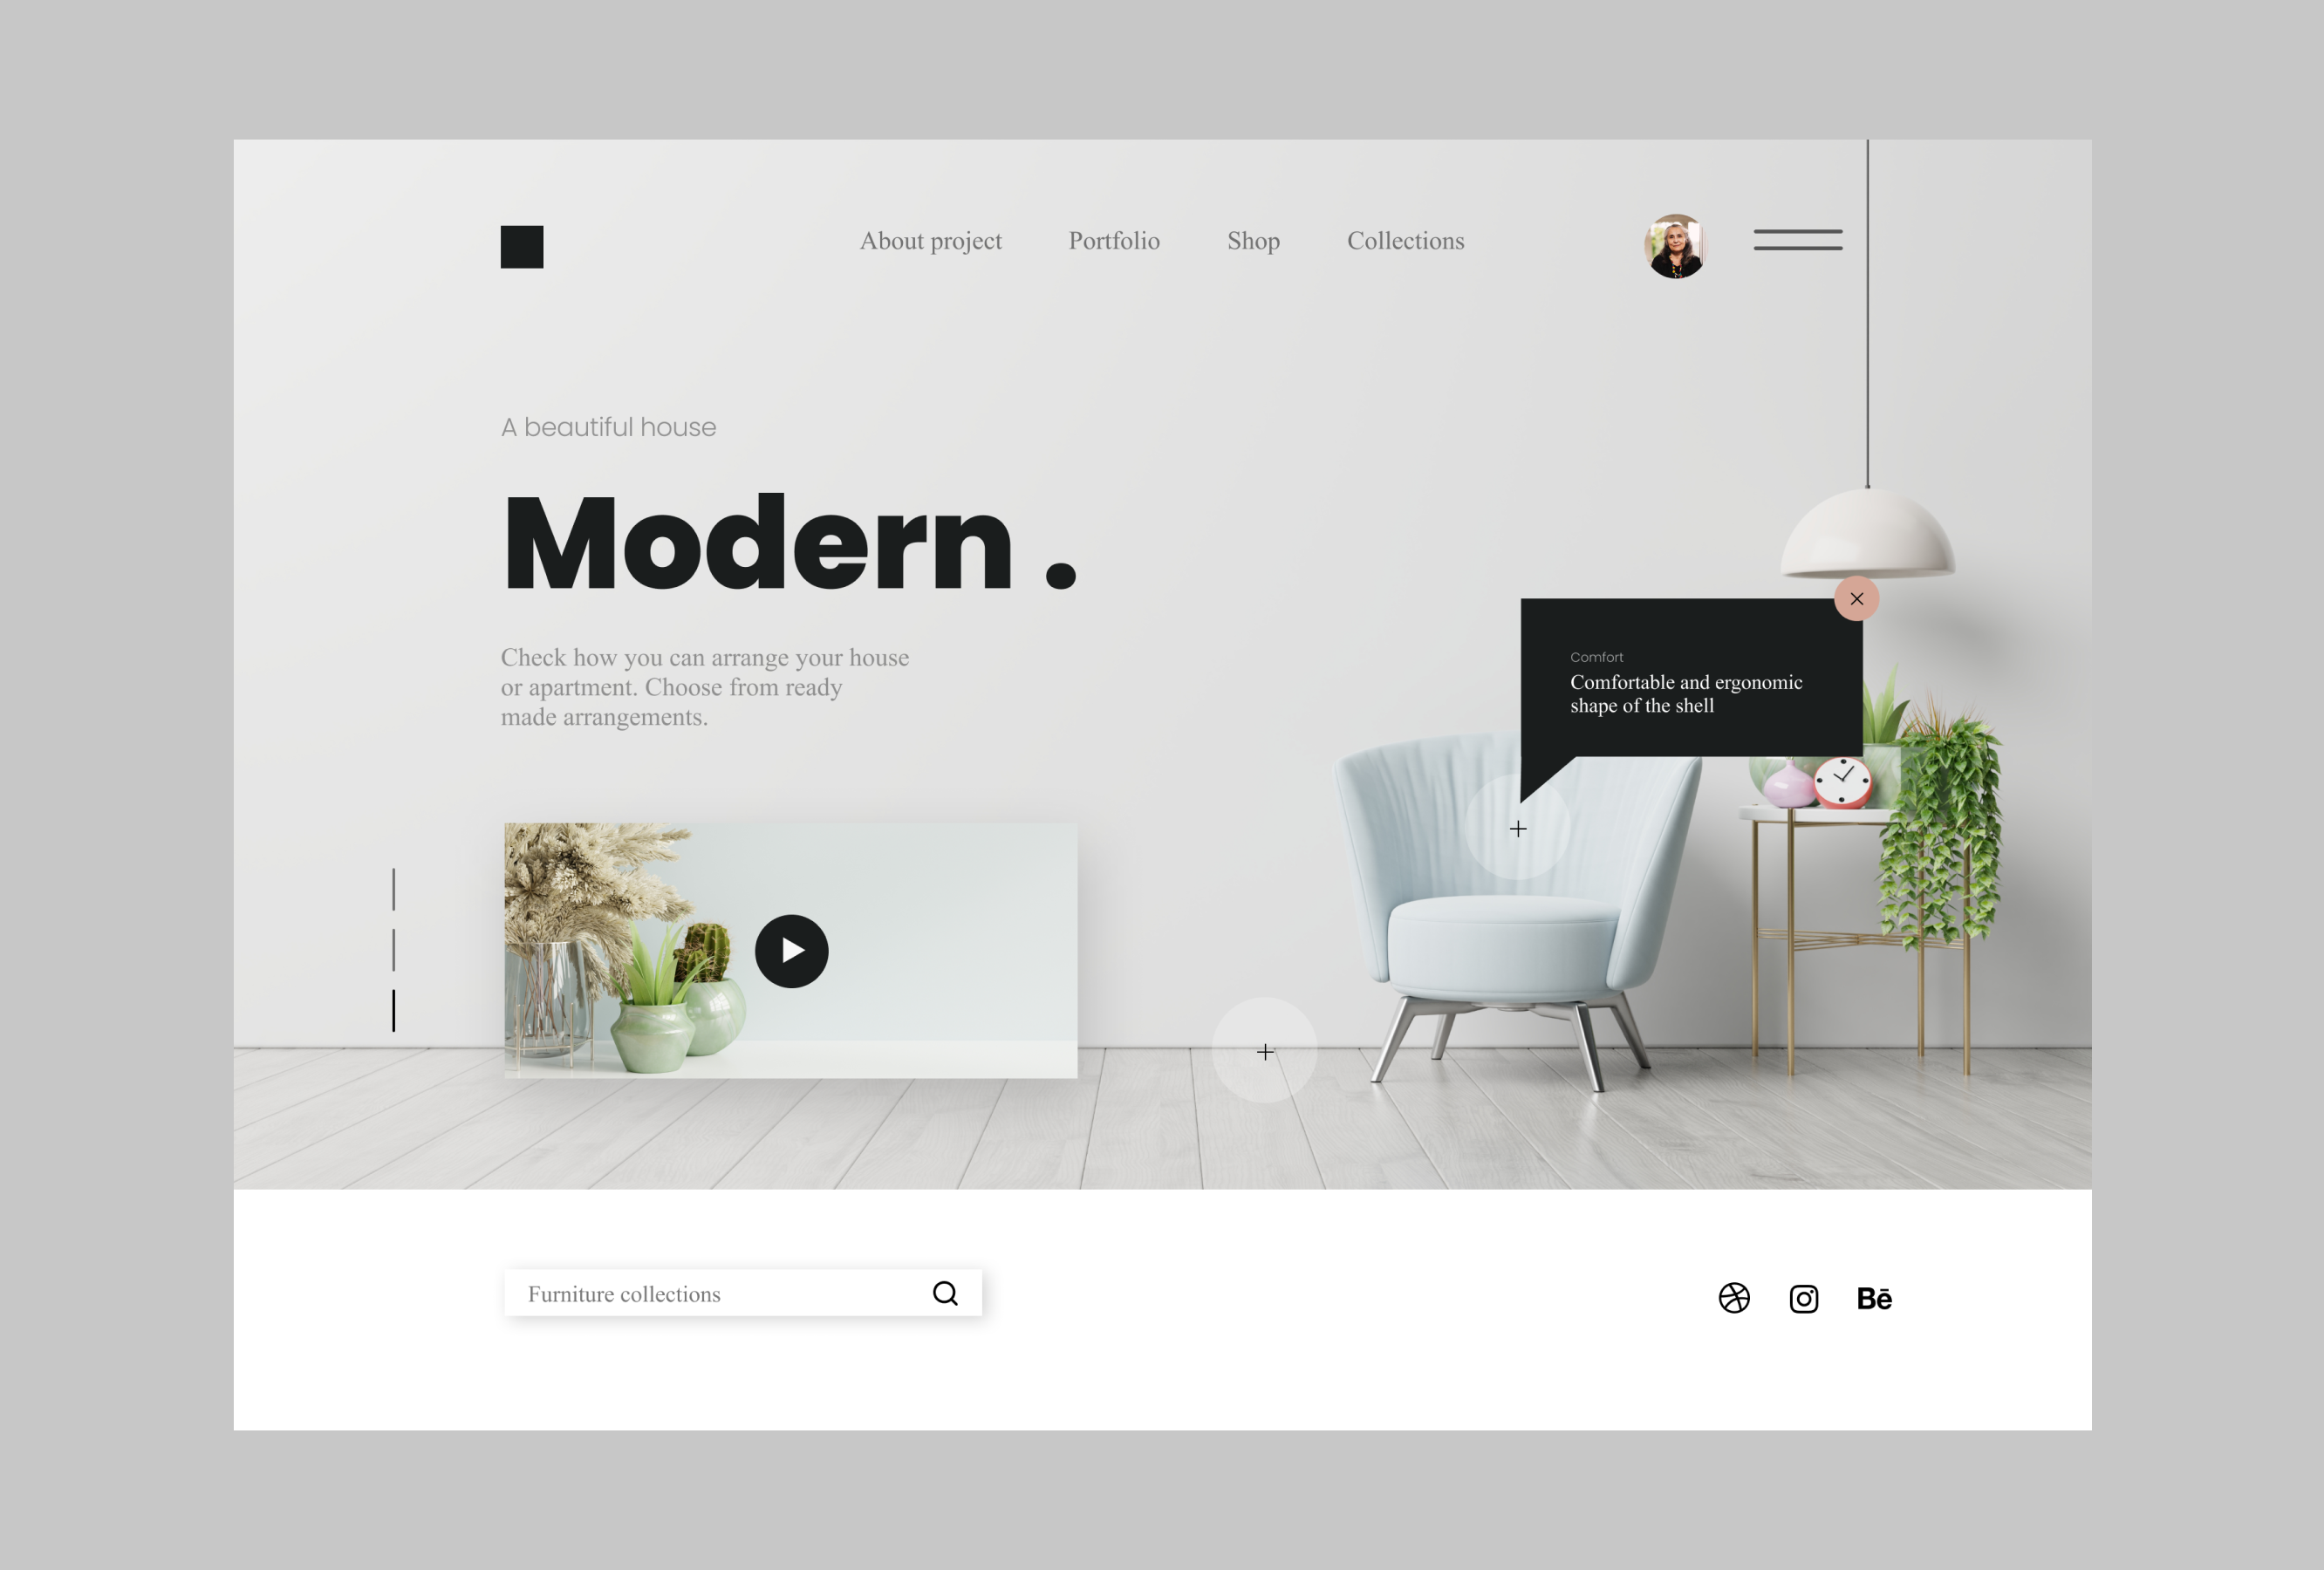 About project
Portfolio
Shop
Collections
A beautiful house
Modern .
Check how you can arrange your house
or apartment. Choose from ready
made arrangements.
Comfort
Comfortable and ergonomic
shape of the shell
Furniture collections
Bē